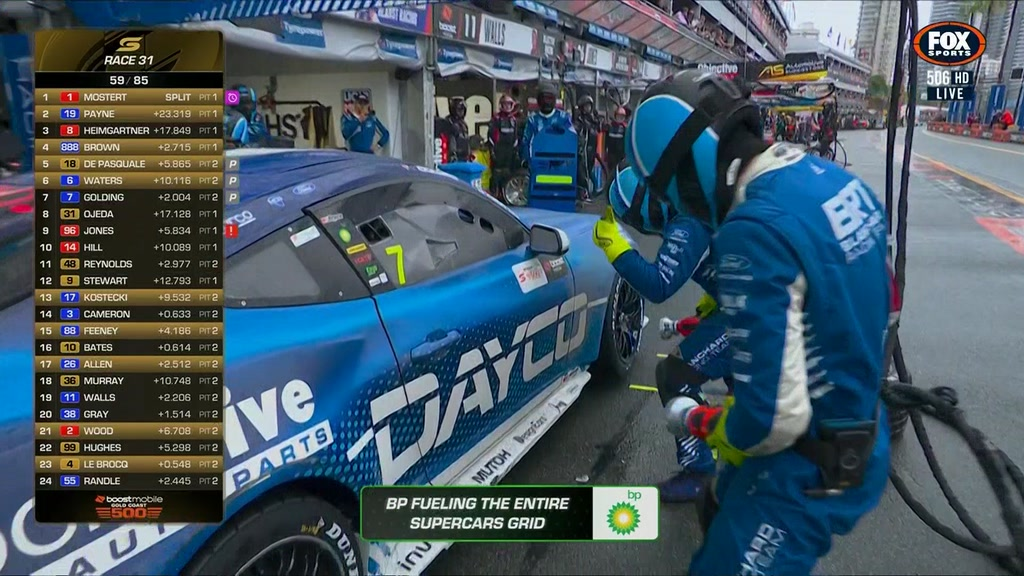 RACE 31
59 / 85
1 1 MOSTERT SPLIT PIT 1
2 19 PAYNE +23.319 PIT 1
3 8 HEIMGARTNER +17.849 PIT 1
4 888 BROWN +2.715 PIT 1
5 18 DE PASQUALE +5.865 PIT 2 P
6 6 WATERS +10.116 PIT 2 P
7 7 GOLDING +2.004 PIT 2 P
8 31 OJEDA +17.128 PIT 1
9 96 JONES +5.834 PIT 1 !
10 14 HILL +10.089 PIT 1
11 48 REYNOLDS +2.977 PIT 2
12 9 STEWART +12.793 PIT 1
13 17 KOSTECKI +9.532 PIT 2
14 3 CAMERON +0.633 PIT 2
15 88 FEENEY +4.186 PIT 2
16 10 BATES +0.614 PIT 2
17 26 ALLEN +2.512 PIT 2
18 36 MURRAY +10.748 PIT 2
19 11 WALLS +2.206 PIT 2
20 38 GRAY +1.514 PIT 2
21 2 WOOD +6.708 PIT 2
22 99 HUGHES +5.298 PIT 2
23 4 LE BROCQ +0.548 PIT 2
24 55 RANDLE +2.445 PIT 2
boostmobile
GOLD COAST
500
FOX
SPORTS
506 HD
LIVE
11 WALLS
7
DAYCO
ive
PARTS
AUT
MUTOH
BRT
Ford
BP FUELING THE ENTIRE
SUPERCARS GRID
bp